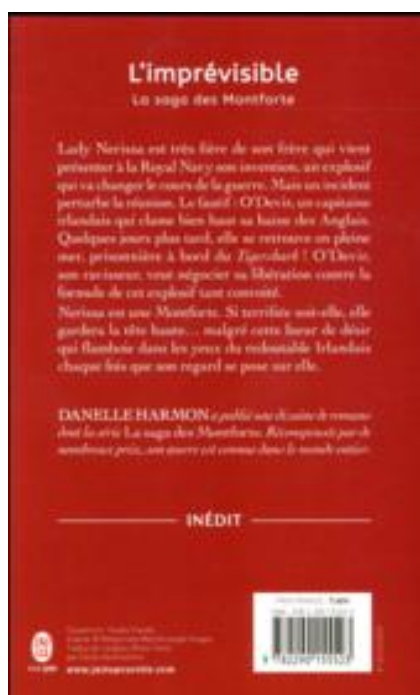 L'imprévisible
La saga des Montforte
Lady Nerissa est très fière de son frère qui vient
présenter à la Royal Navy son invention, un explosif
qui va changer le cours de la guerre. Mais un incident
perturbe la réunion. Le fautif : O'Devir, un capitaine
irlandais qui clame bien haut sa haine des Anglais.
Quelques jours plus tard, elle se retrouve en pleine
mer, prisonnière à bord du Tigershark ! O'Devir,
son ravisseur, veut négocier sa libération contre la
formule de cet explosif tant convoité.
Nerissa est une Montforte. Si terrifiée soit-elle, elle
gardera la tête haute... malgré cette lueur de désir
qui flamboie dans les yeux du redoutable Irlandais
chaque fois que son regard se pose sur elle.
DANELLE HARMON a publié une dizaine de romans
dont la série La saga des Montforte. Récompensée par de
nombreux prix, son œuvre est connue dans le monde entier.
INÉDIT
www.jailupourelle.com
9 782290 155523